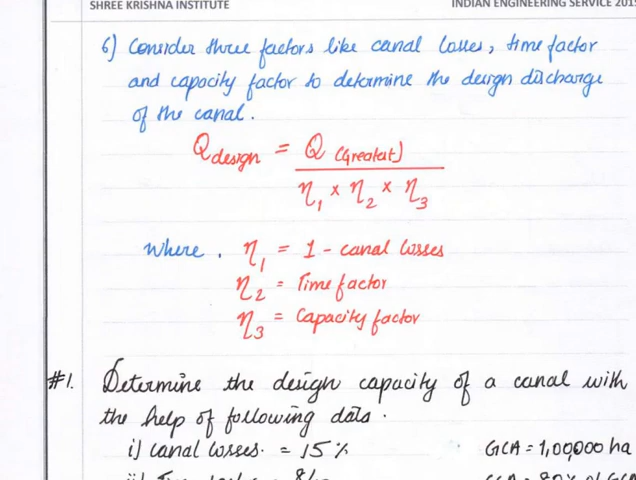 SHREE KRISHNA INSTITUTE INDIAN ENGINEERING SERVICE 201
6) Consider three factors like canal losses, time factor
and capacity factor to determine the design discharge
of the canal.
Q design = Q (Greatest) / η1 × η2 × η3
Where, η1 = 1 - canal losses
η2 = Time factor
η3 = Capacity factor
#1. Determine the design capacity of a canal with
the help of following data.
i) canal losses. = 15% GCA = 1,00,000 ha